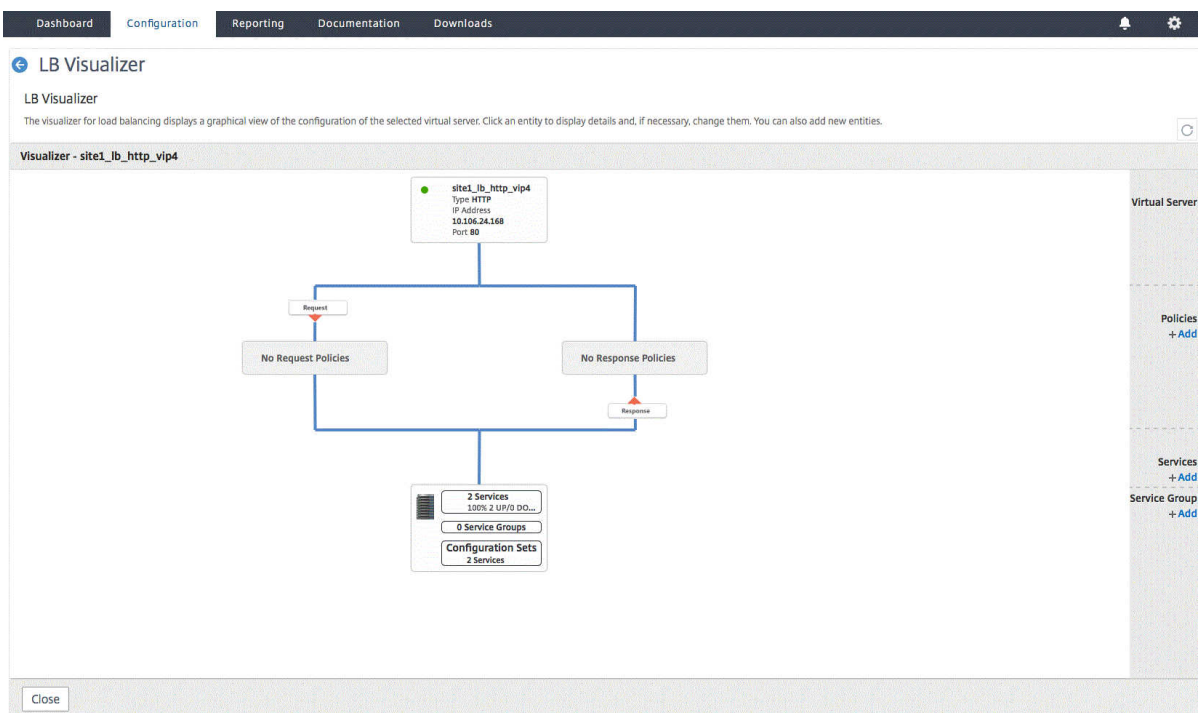 Dashboard Configuration Reporting Documentation Downloads
LB Visualizer
LB Visualizer
The visualizer for load balancing displays a graphical view of the configuration of the selected virtual server. Click an entity to display details and, if necessary, change them. You can also add new entities.
Visualizer - site1_lb_http_vip4
site1_lb_http_vip4
Type HTTP
IP Address
10.106.24.168
Port 80
Virtual Server
Request
Policies
+Add
No Request Policies
No Response Policies
Response
Services
+Add
Service Group
+Add
2 Services
100% 2 UP/0 DO...
0 Service Groups
Configuration Sets
2 Services
Close